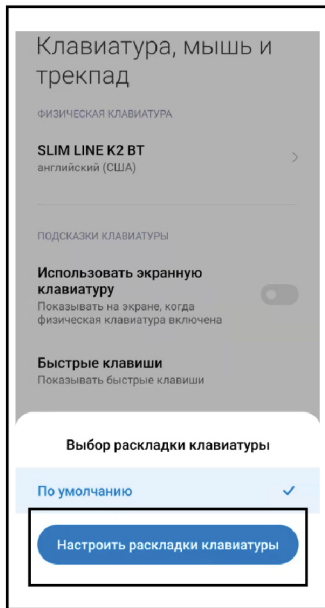 Клавиатура, мышь и
трекпад
ФИЗИЧЕСКАЯ КЛАВИАТУРА
SLIM LINE K2 BT
английский (США)
ПОДСКАЗКИ КЛАВИАТУРЫ
Использовать экранную
клавиатуру
Показывать на экране, когда
физическая клавиатура включена
Быстрые клавиши
Показывать быстрые клавиши
Выбор раскладки клавиатуры
По умолчанию
Настроить раскладки клавиатуры